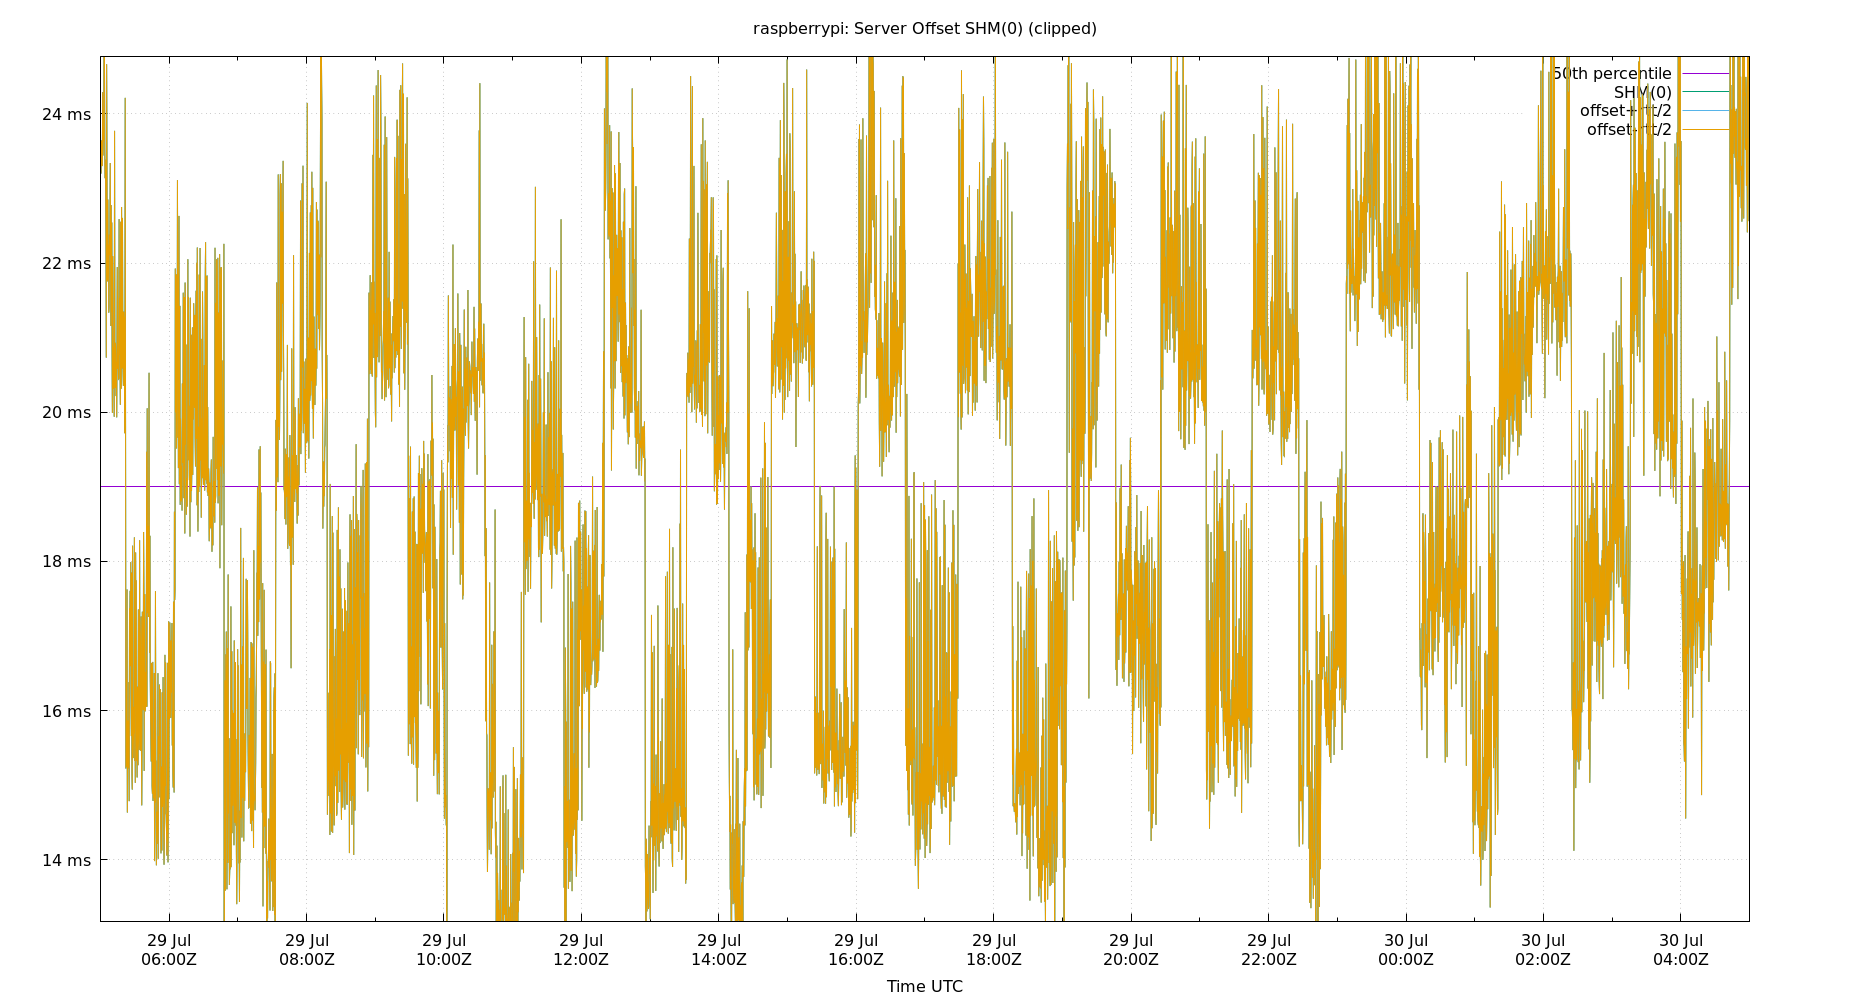 raspberrypi: Server Offset SHM(0) (clipped)
50th percentile
SHM(0)
offset+rtt/2
offset-rtt/2
24 ms
22 ms
20 ms
18 ms
16 ms
14 ms
29 Jul 29 Jul 29 Jul 29 Jul 29 Jul 29 Jul 29 Jul 29 Jul 29 Jul 30 Jul 30 Jul 30 Jul
06:00Z 08:00Z 10:00Z 12:00Z 14:00Z 16:00Z 18:00Z 20:00Z 22:00Z 00:00Z 02:00Z 04:00Z
Time UTC